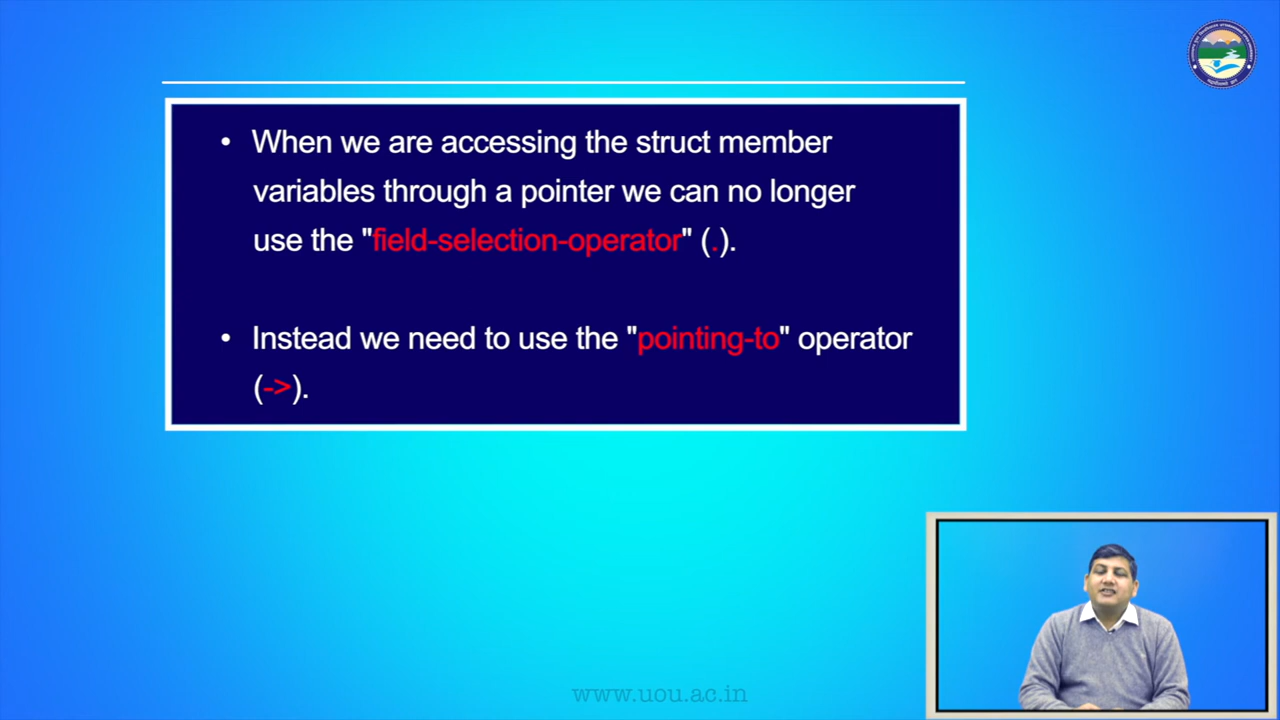 • When we are accessing the struct member
variables through a pointer we can no longer
use the "field-selection-operator" (.).
• Instead we need to use the "pointing-to" operator
(->).
www.uou.ac.in